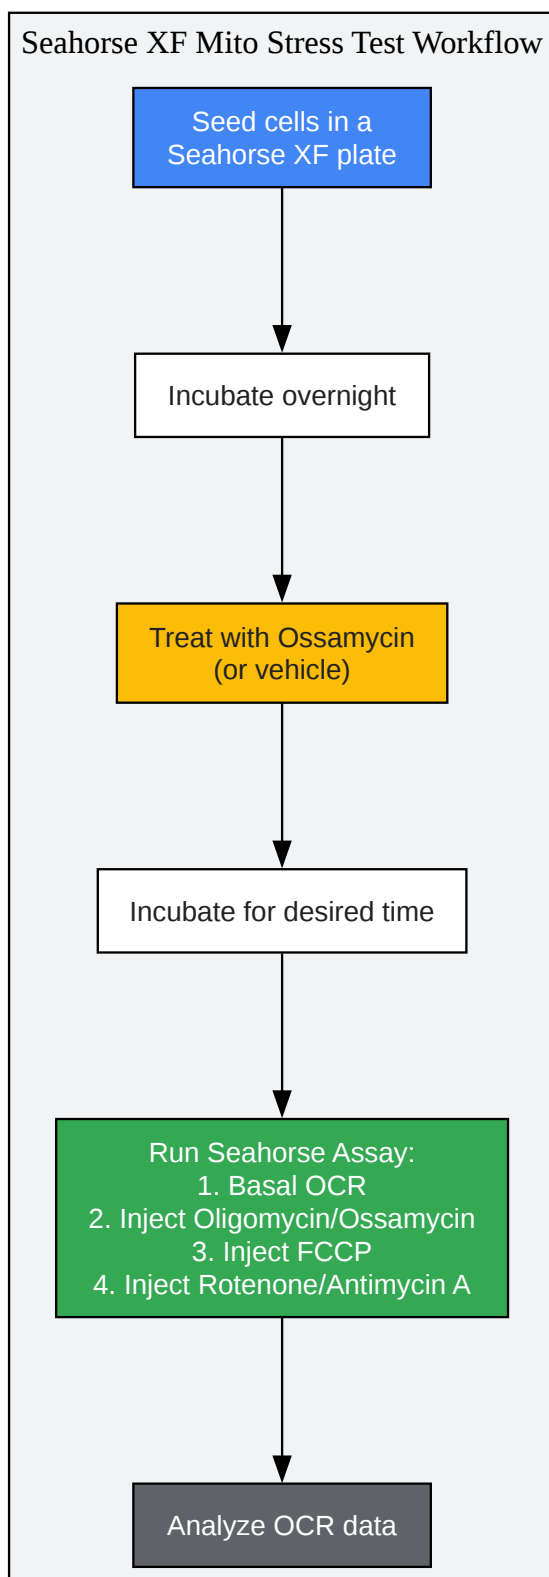 Seahorse XF Mito Stress Test Workflow
Seed cells in a
Seahorse XF plate
Incubate overnight
Treat with Ossamycin
(or vehicle)
Incubate for desired time
Run Seahorse Assay:
1. Basal OCR
2. Inject Oligomycin/Ossamycin
3. Inject FCCP
4. Inject Rotenone/Antimycin A
Analyze OCR data